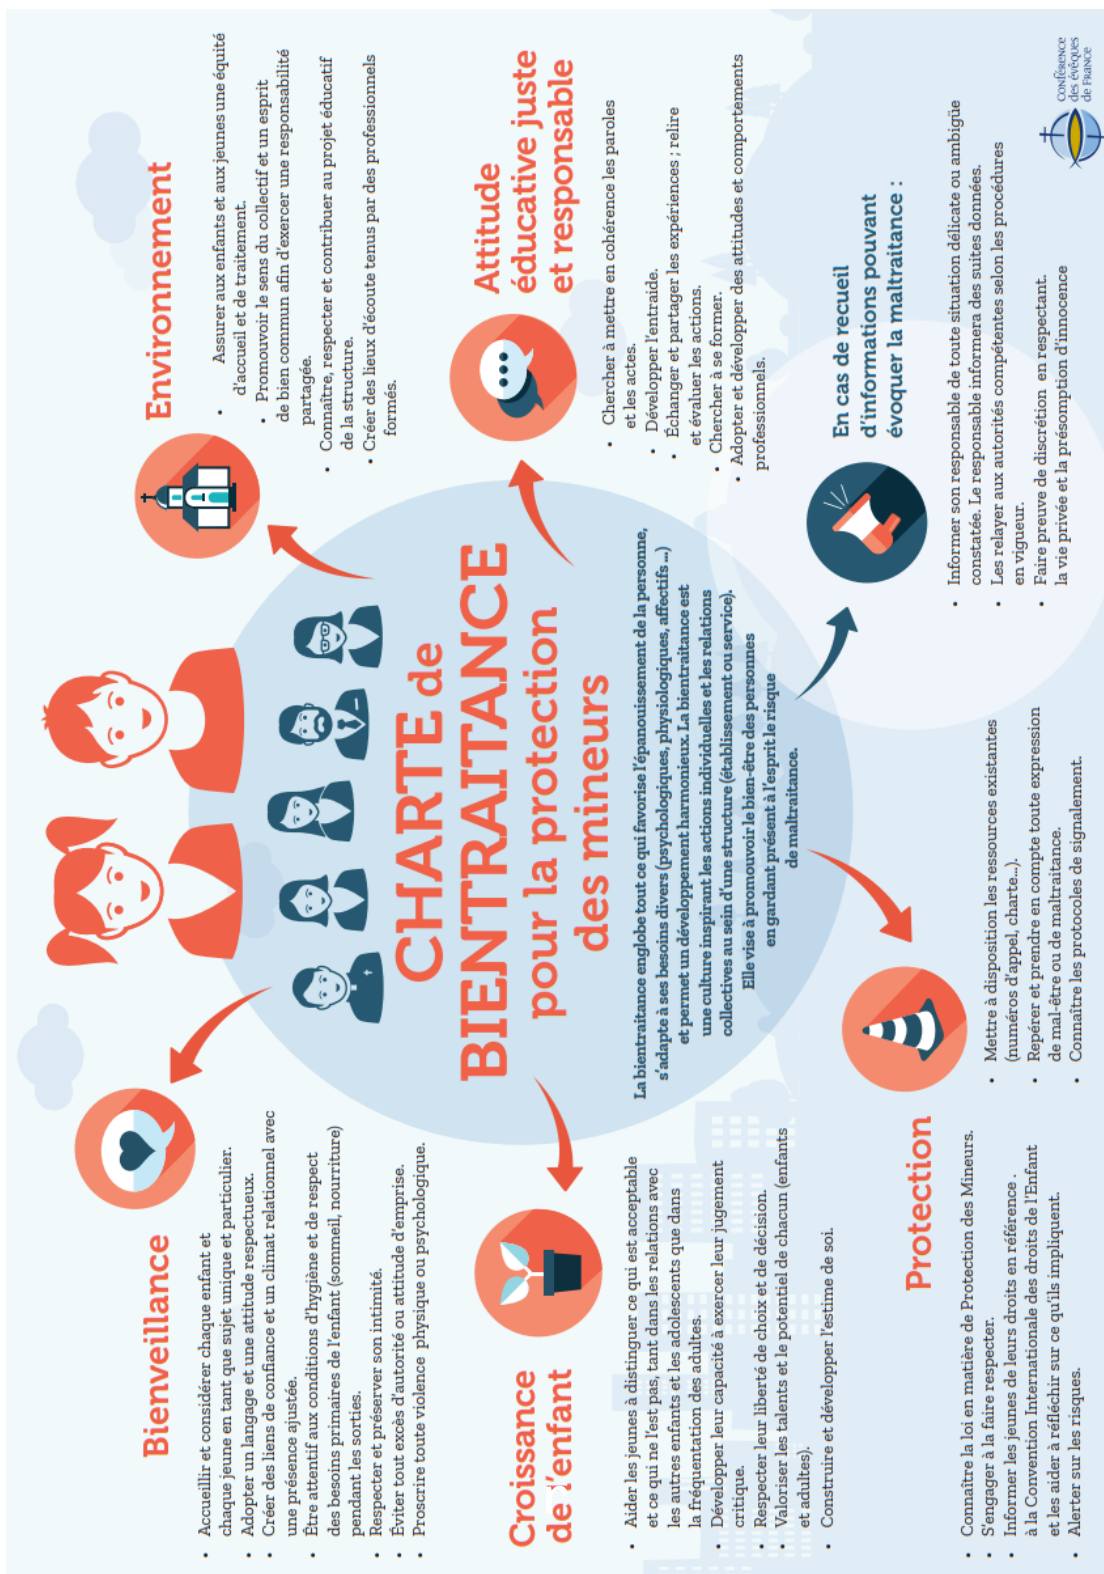 CHARTE de
BIENTRAITANCE
pour la protection
des mineurs
La bientraitance englobe tout ce qui favorise l'épanouissement de la personne,
s'adapte à ses besoins divers (psychologiques, physiologiques, affectifs ...)
et permet un développement harmonieux. La bientraitance est
une culture inspirant les actions individuelles et les relations
collectives au sein d'une structure (établissement ou service).
Elle vise à promouvoir le bien-être des personnes
en gardant présent à l'esprit le risque
de maltraitance.
Bienveillance
• Accueillir et considérer chaque enfant et
chaque jeune en tant que sujet unique et particulier.
• Adopter un langage et une attitude respectueux.
• Créer des liens de confiance et un climat relationnel avec
une présence ajustée.
• Être attentif aux conditions d'hygiène et de respect
des besoins primaires de l'enfant (sommeil, nourriture)
pendant les sorties.
• Respecter et préserver son intimité.
• Éviter tout excès d'autorité ou attitude d'emprise.
• Proscrire toute violence physique ou psychologique.
Environnement
• Assurer aux enfants et aux jeunes une équité
d'accueil et de traitement.
• Promouvoir le sens du collectif et un esprit
de bien commun afin d'exercer une responsabilité
partagée.
• Connaître, respecter et contribuer au projet éducatif
de la structure.
• Créer des lieux d'écoute tenus par des professionnels
formés.
Croissance
de l'enfant
• Aider les jeunes à distinguer ce qui est acceptable
et ce qui ne l'est pas, tant dans les relations avec
les autres enfants et les adolescents que dans
la fréquentation des adultes.
• Développer leur capacité à exercer leur jugement
critique.
• Respecter leur liberté de choix et de décision.
• Valoriser les talents et le potentiel de chacun (enfants
et adultes).
• Construire et développer l'estime de soi.
Attitude
éducative juste
et responsable
• Chercher à mettre en cohérence les paroles
et les actes.
• Développer l'entraide.
• Échanger et partager les expériences ; relire
et évaluer les actions.
• Chercher à se former.
• Adopter et développer des attitudes et comportements
professionnels.
Protection
• Connaître la loi en matière de Protection des Mineurs.
• S'engager à la faire respecter.
• Informer les jeunes de leurs droits en référence .
à la Convention Internationale des droits de l'Enfant
et les aider à réfléchir sur ce qu'ils impliquent.
• Alerter sur les risques.
• Mettre à disposition les ressources existantes
(numéros d'appel, charte...).
• Repérer et prendre en compte toute expression
de mal-être ou de maltraitance.
• Connaître les protocoles de signalement.
En cas de recueil
d'informations pouvant
évoquer la maltraitance :
• Informer son responsable de toute situation délicate ou ambigüe
constatée. Le responsable informera des suites données.
• Les relayer aux autorités compétentes selon les procédures
en vigueur.
• Faire preuve de discrétion en respectant.
la vie privée et la présomption d'innocence
CONFÉRENCE
des évêques
de FRANCE